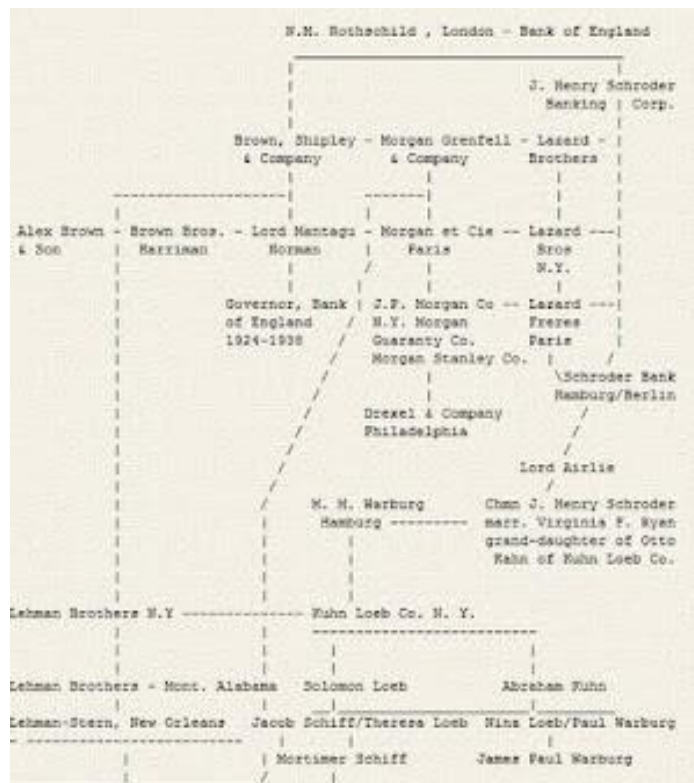 N.M. Rothschild , London - Bank of England
J. Henry Schroder
Banking | Corp.
Brown, Shipley - Morgan Grenfell - Lazard -
& Company & Company Brothers
Alex Brown - Brown Bros. - Lord Mantagu - Morgan et Cie -- Lazard ---|
& Son Harriman Norman Paris Bros
N.Y.
Governor, Bank | J.P. Morgan Co -- Lazard ---|
of England N.Y. Morgan Freres
1924-1938 Guaranty Co. Paris
Morgan Stanley Co.
\Schroder Bank
Hamburg/Berlin
Drexel & Company
Philadelphia
Lord Airlie
M. M. Warburg Chmn J. Henry Schroder
Hamburg --------- marr. Virginia F. Ryan
grand-daughter of Otto
Kahn of Kuhn Loeb Co.
Lehman Brothers N.Y -------------- Kuhn Loeb Co. N. Y.
Lehman Brothers - Mont. Alabama Solomon Loeb Abraham Kuhn
Lehman-Stern, New Orleans Jacob Schiff/Theresa Loeb Nina Loeb/Paul Warburg
Mortimer Schiff James Paul Warburg